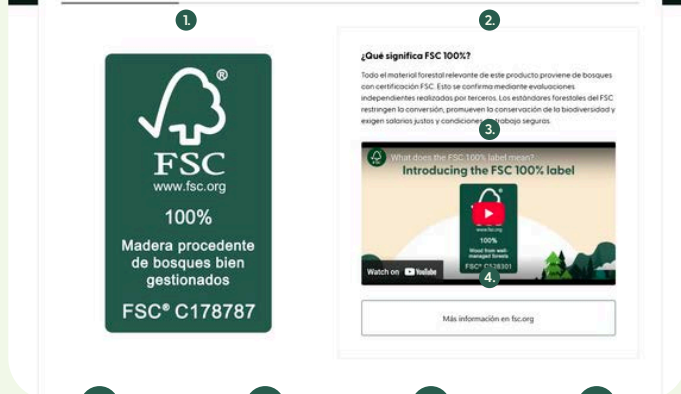 1.
FSC
www.fsc.org
100%
Madera procedente
de bosques bien
gestionados
FSC® C178787
2.
¿Qué significa FSC 100%?
Todo el material forestal relevante de este producto proviene de bosques
con certificación FSC. Esto se confirma mediante evaluaciones
independientes realizadas por terceros. Los estándares forestales del FSC
restringen la conversión, promueven la conservación de la biodiversidad y
exigen salarios justos y condiciones trabajo seguras.
3.
What does the FSC 100% label mean?
Introducing the FSC 100% label
www.fsc.org
100%
Wood from well-
managed forests
FSC® C128301
Watch on YouTube
4.
Más información en fsc.org